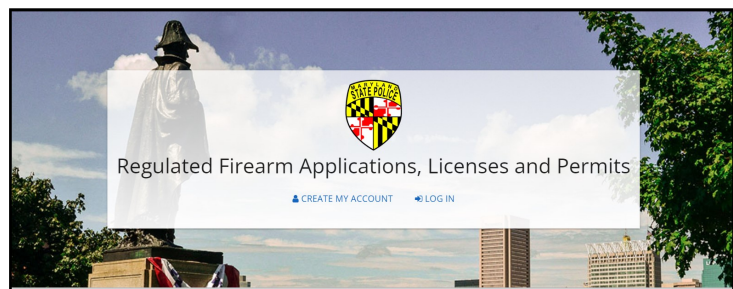 MARYLAND
STATE POLICE
Regulated Firearm Applications, Licenses and Permits
CREATE MY ACCOUNT LOG IN